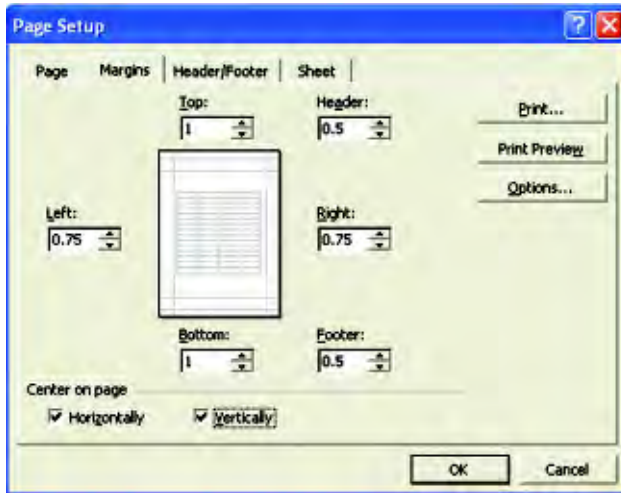 Page Setup
Page Margins Header/Footer Sheet
Top: Header:
1 0.5
Print...
Print Preview
Options...
Left: Right:
0.75 0.75
Bottom: Footer:
1 0.5
Center on page
Horizontally Vertically
OK Cancel